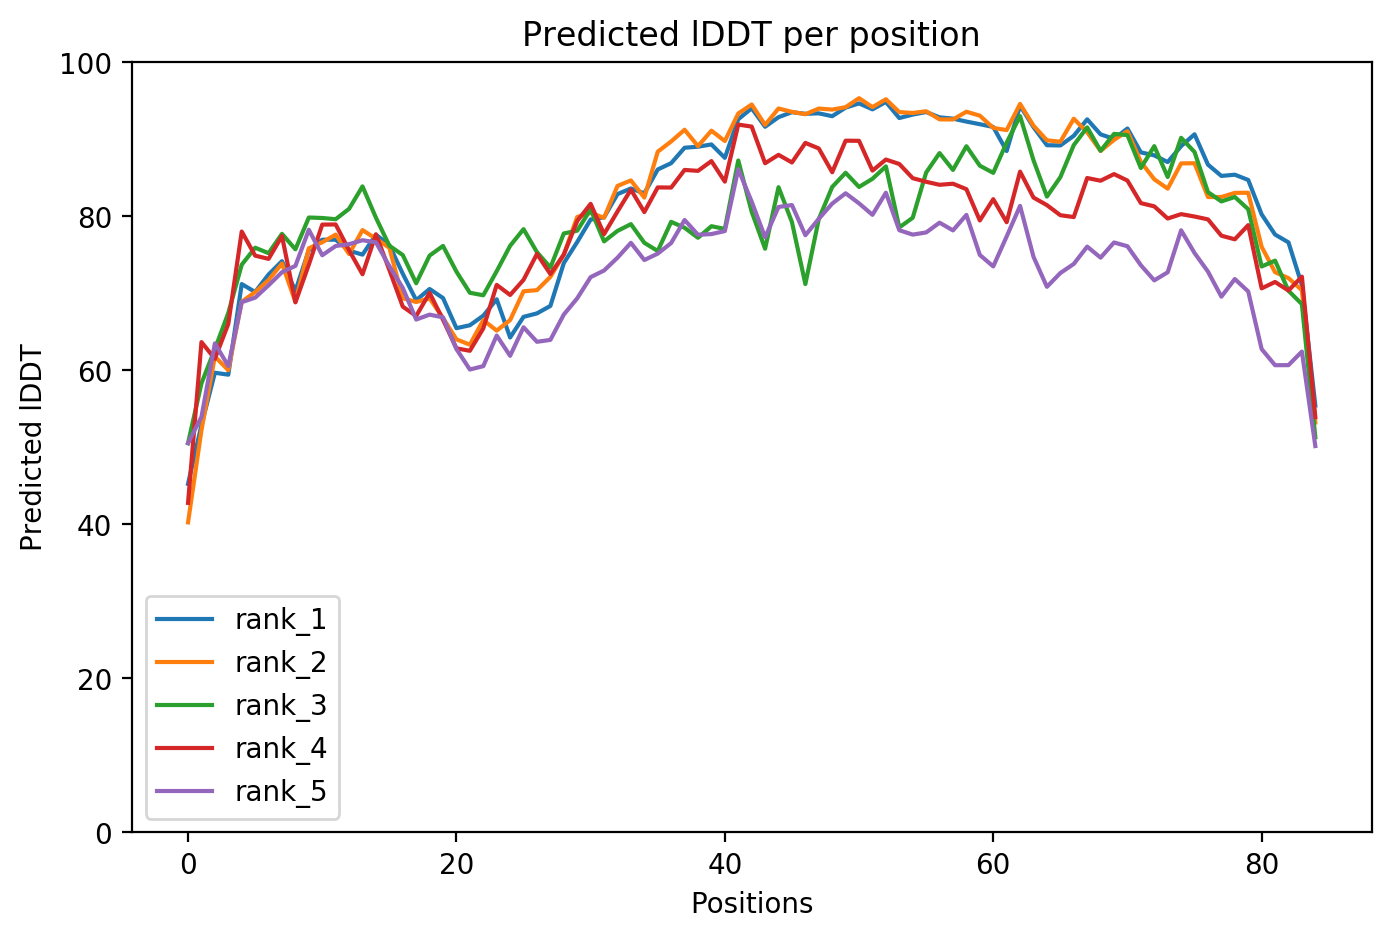 Predicted lDDT per position
Predicted lDDT
100
80
60
40
20
0
rank_1
rank_2
rank_3
rank_4
rank_5
0 20 40 60 80
Positions